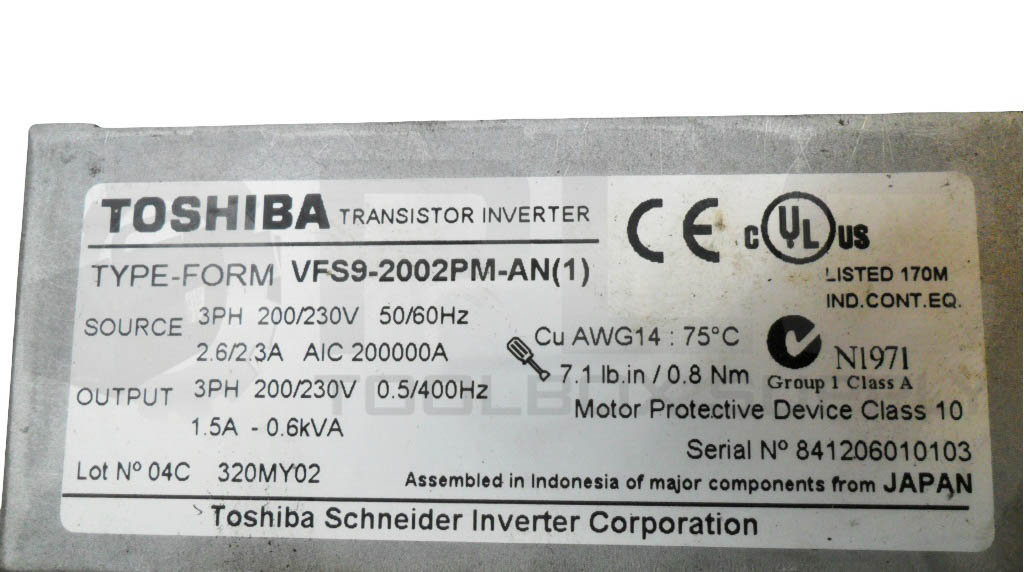 TOSHIBA TRANSISTOR INVERTER
CE
c UL US
TYPE-FORM VFS9-2002PM-AN(1)
LISTED 170M
IND.CONT.EQ.
SOURCE 3PH 200/230V 50/60Hz
2.6/2.3A AIC 200000A
Cu AWG14 : 75°C
7.1 lb.in / 0.8 Nm
N1971
Group 1 Class A
OUTPUT 3PH 200/230V 0.5/400Hz
1.5A - 0.6kVA
Motor Protective Device Class 10
Serial Nº 841206010103
Lot Nº 04C 320MY02
Assembled in Indonesia of major components from JAPAN
Toshiba Schneider Inverter Corporation